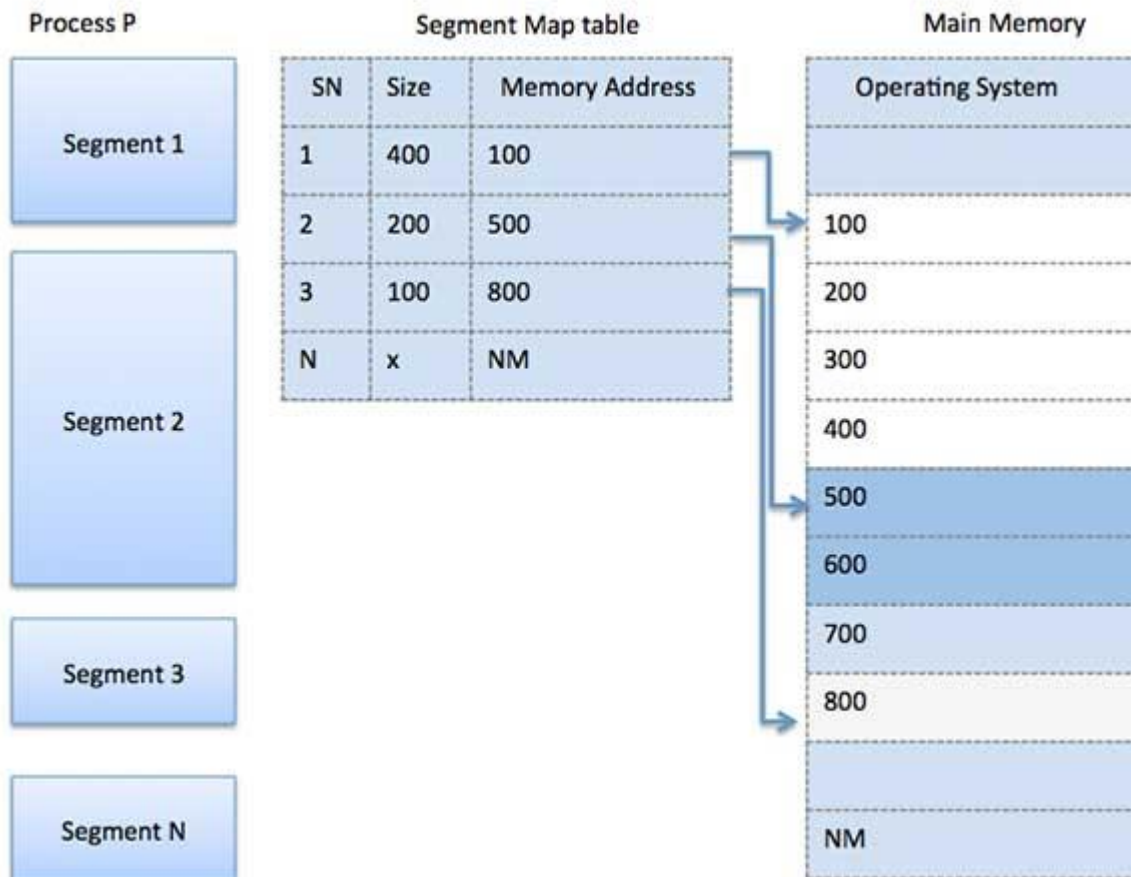 Process P
Segment 1
Segment 2
Segment 3
Segment N
Segment Map table
SN Size Memory Address
1 400 100
2 200 500
3 100 800
N x NM
Main Memory
Operating System
100
200
300
400
500
600
700
800
NM